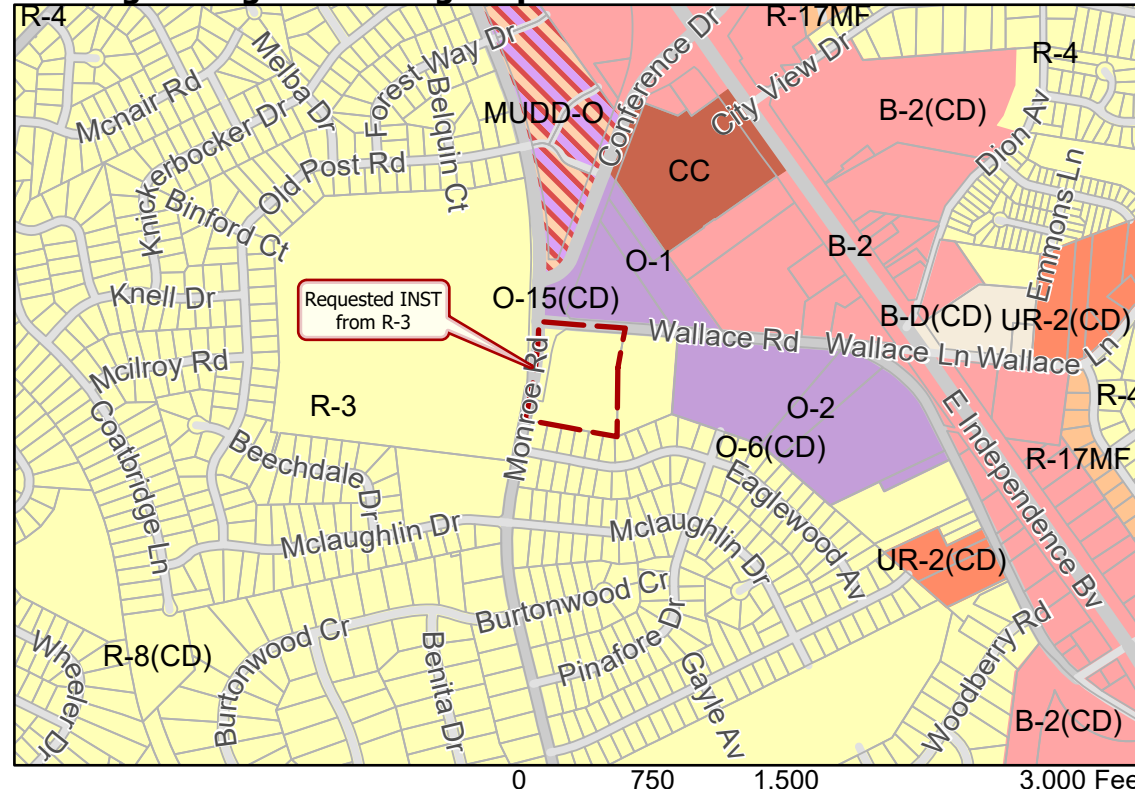 R-4
R-17MF
Melba Dr
Forest Way Dr
Belquin Ct
Conference Dr
City View Dr
R-4
Mcnair Rd
MUDD-O
B-2(CD)
Dion Av
Knickerbocker Dr
Old Post Rd
CC
Emmons Ln
Binford Ct
O-1
B-2
Knell Dr
Requested INST
from R-3
O-15(CD)
B-D(CD)
UR-2(CD)
Wallace Rd
Wallace Ln
Wallace Ln
Mcilroy Rd
Monroe Rd
R-3
O-2
R-4
Coatbridge Ln
Beechdale Dr
O-6(CD)
E Independence Bv
R-17MF
Eaglewood Av
Mclaughlin Dr
Mclaughlin Dr
UR-2(CD)
Burtonwood Cr
Burtonwood Cr
Wheeler Dr
R-8(CD)
Benita Dr
Pinafore Dr
Gayle Av
Woodberry Rd
B-2(CD)
0 750 1,500 3,000 Fee